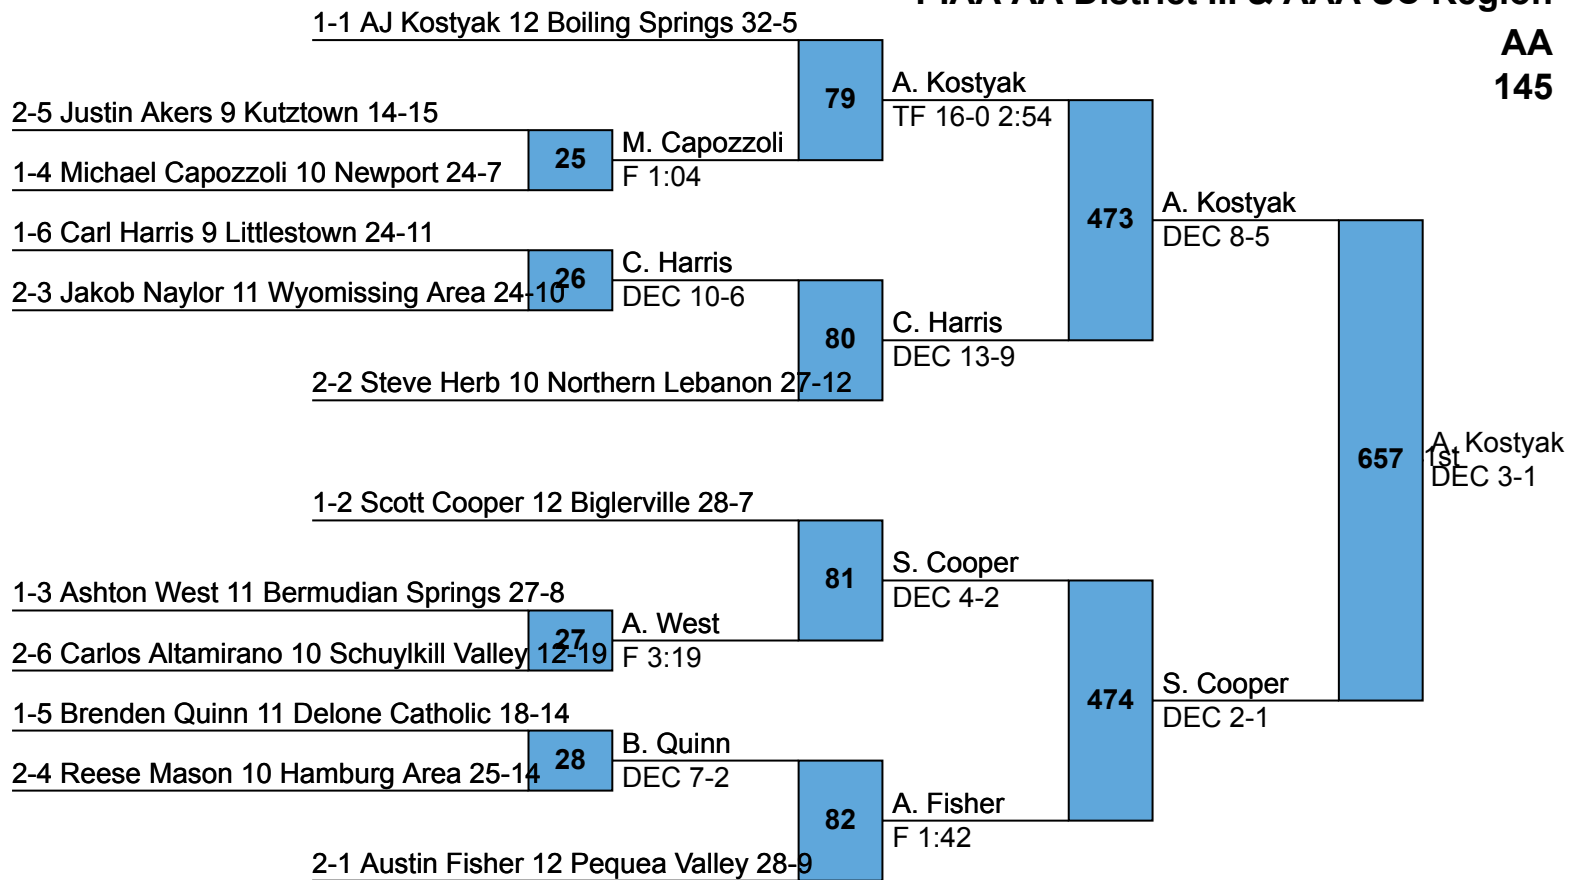 PIAA AA District III & AAA SC Region
AA
145
1-1 AJ Kostyak 12 Boiling Springs 32-5
79
A. Kostyak
TF 16-0 2:54
2-5 Justin Akers 9 Kutztown 14-15
25
M. Capozzoli
F 1:04
1-4 Michael Capozzoli 10 Newport 24-7
473
A. Kostyak
DEC 8-5
1-6 Carl Harris 9 Littlestown 24-11
26
C. Harris
DEC 10-6
2-3 Jakob Naylor 11 Wyomissing Area 24-10
80
C. Harris
DEC 13-9
2-2 Steve Herb 10 Northern Lebanon 27-12
657
A. Kostyak
1st
DEC 3-1
1-2 Scott Cooper 12 Biglerville 28-7
81
S. Cooper
DEC 4-2
1-3 Ashton West 11 Bermudian Springs 27-8
27
A. West
F 3:19
2-6 Carlos Altamirano 10 Schuylkill Valley 12-19
474
S. Cooper
DEC 2-1
1-5 Brenden Quinn 11 Delone Catholic 18-14
28
B. Quinn
DEC 7-2
2-4 Reese Mason 10 Hamburg Area 25-14
82
A. Fisher
F 1:42
2-1 Austin Fisher 12 Pequea Valley 28-9